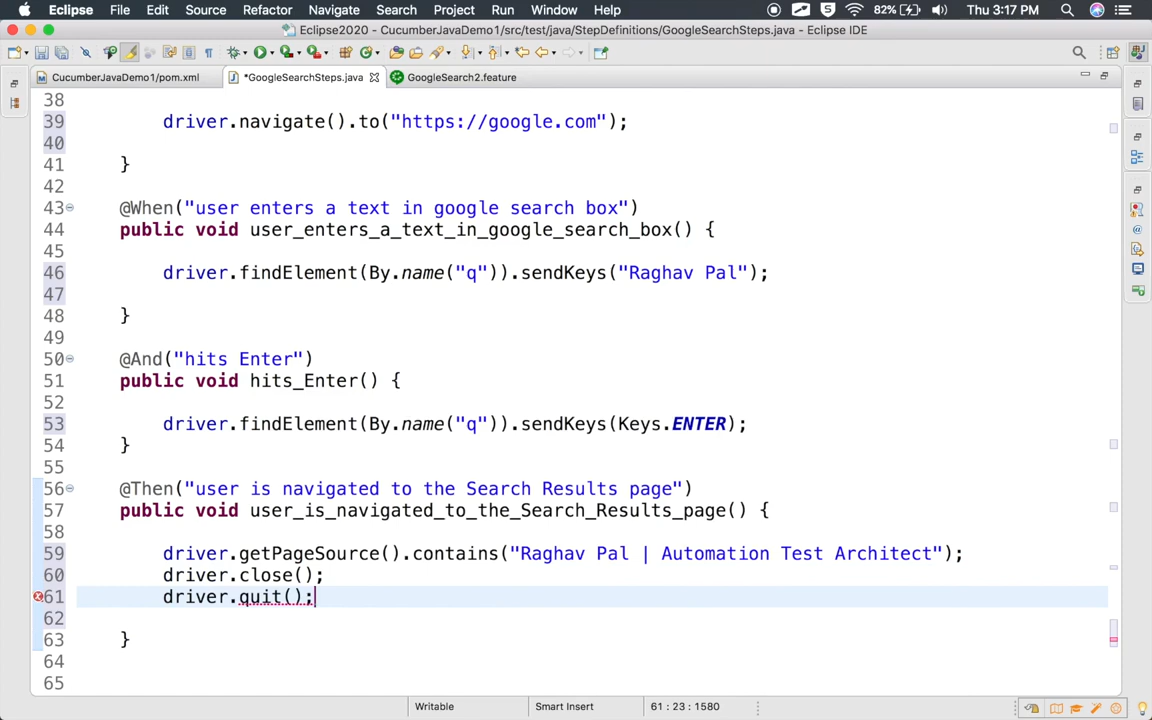 Eclipse File Edit Source Refactor Navigate Search Project Run Window Help 82% Thu 3:17 PM
Eclipse2020 - CucumberJavaDemo1/src/test/java/StepDefinitions/GoogleSearchSteps.java - Eclipse IDE
CucumberJavaDemo1/pom.xml *GoogleSearchSteps.java GoogleSearch2.feature
38
39 driver.navigate().to("https://google.com");
40
41 }
42
43 @When("user enters a text in google search box")
44 public void user_enters_a_text_in_google_search_box() {
45
46 driver.findElement(By.name("q")).sendKeys("Raghav Pal");
47
48 }
49
50 @And("hits Enter")
51 public void hits_Enter() {
52
53 driver.findElement(By.name("q")).sendKeys(Keys.ENTER);
54 }
55
56 @Then("user is navigated to the Search Results page")
57 public void user_is_navigated_to_the_Search_Results_page() {
58
59 driver.getPageSource().contains("Raghav Pal | Automation Test Architect");
60 driver.close();
61 driver.quit();
62
63 }
64
65
Writable Smart Insert 61 : 23 : 1580